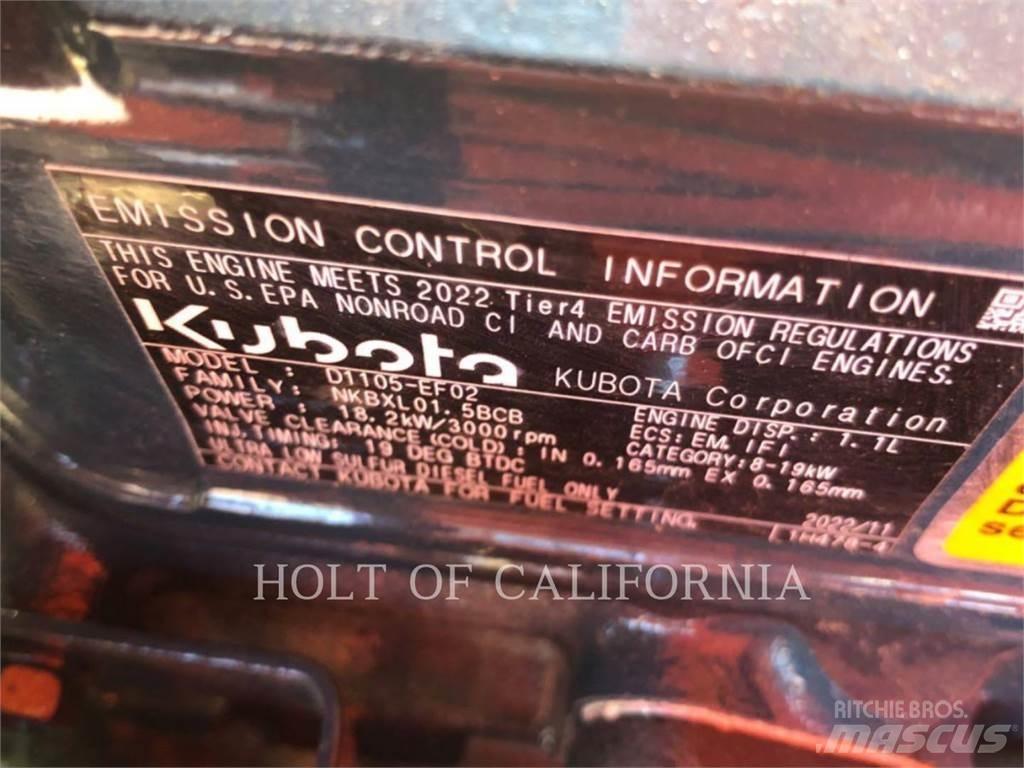 EMISSION CONTROL INFORMATION
THIS ENGINE MEETS 2022 Tier4 EMISSION REGULATIONS
FOR U.S.EPA NONROAD CI AND CARB OFCI ENGINES.
Kubota KUBOTA Corporation
MODEL : D1105-EF02 ENGINE DISP.: 1.1L
FAMILY: NKBXL01.5BCB ECS: EM, IFI
POWER : 18.2kW/3000rpm CATEGORY:8-19kW
VALVE CLEARANCE(COLD): IN 0.165mm EX 0.165mm
INJ.TIMING: 19 DEG BTDC
ULTRA LOW SULFUR DIESEL FUEL ONLY
CONTACT KUBOTA FOR FUEL SETTING. 2022/11
1H478-4
HOLT OF CALIFORNIA
RITCHIE BROS.
MASCUS